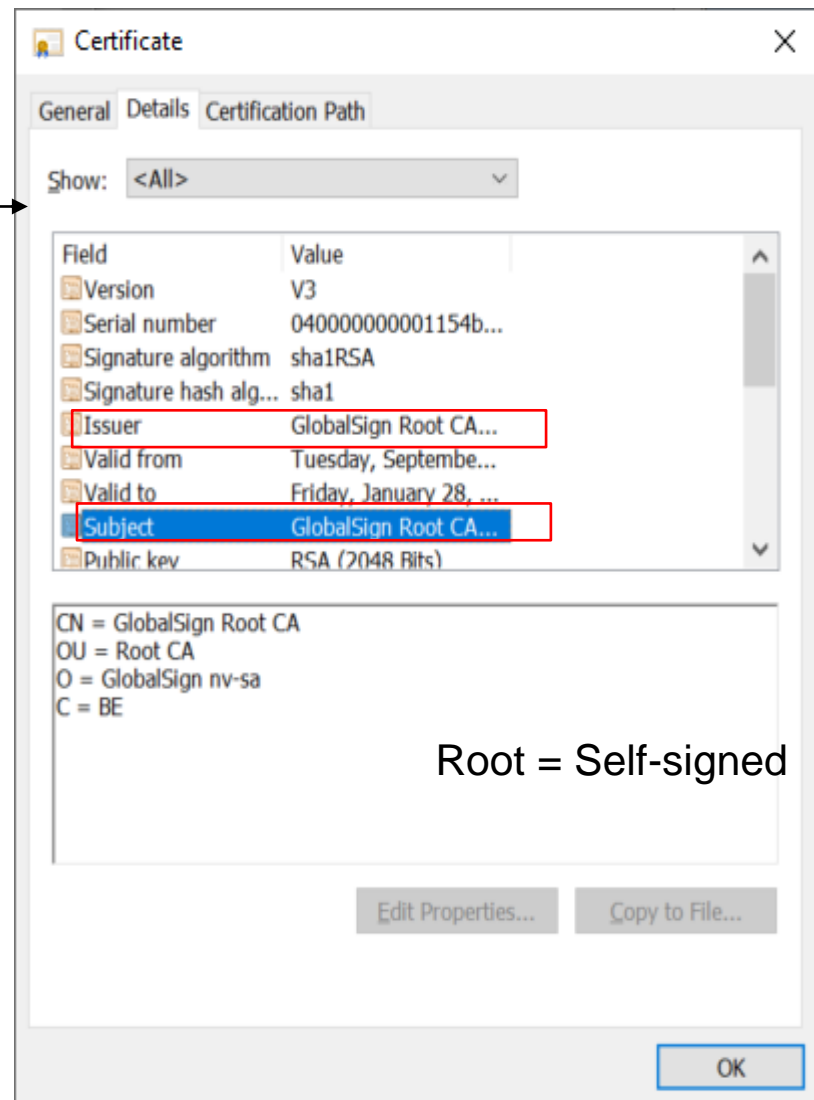 Certificate
General Details Certification Path
Show: <All>
Field Value
Version V3
Serial number 040000000001154b...
Signature algorithm sha1RSA
Signature hash alg... sha1
Issuer GlobalSign Root CA...
Valid from Tuesday, Septembe...
Valid to Friday, January 28, ...
Subject GlobalSign Root CA...
Public key RSA (2048 Bits)
CN = GlobalSign Root CA
OU = Root CA
O = GlobalSign nv-sa
C = BE
Root = Self-signed
Edit Properties... Copy to File...
OK